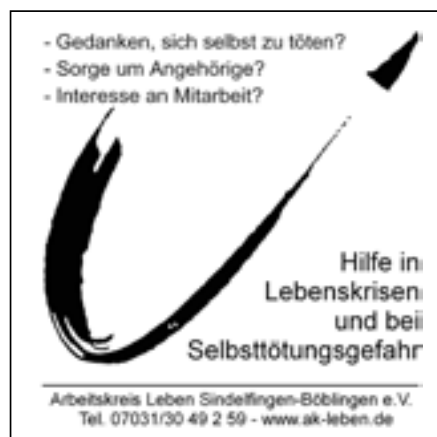 - Gedanken, sich selbst zu töten?
- Sorge um Angehörige?
- Interesse an Mitarbeit?
Hilfe in
Lebenskrisen
und bei
Selbsttötungsgefahr
Arbeitskreis Leben Sindelfingen-Böblingen e.V.
Tel. 07031/30 49 2 59 - www.ak-leben.de